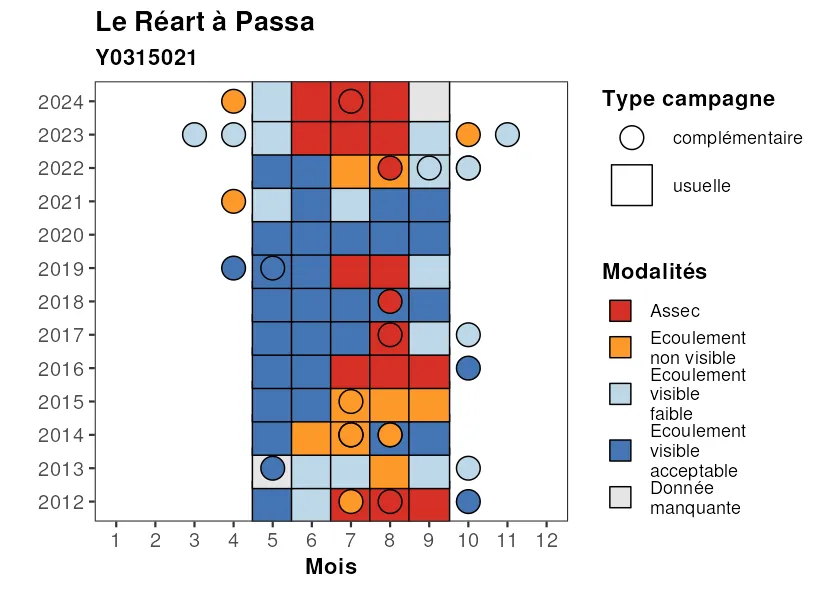 Le Réart à Passa
Y0315021
2024
2023
2022
2021
2020
2019
2018
2017
2016
2015
2014
2013
2012
1 2 3 4 5 6 7 8 9 10 11 12
Mois
Type campagne
complémentaire
usuelle
Modalités
Assec
Ecoulement
non visible
Ecoulement
visible
faible
Ecoulement
visible
acceptable
Donnée
manquante